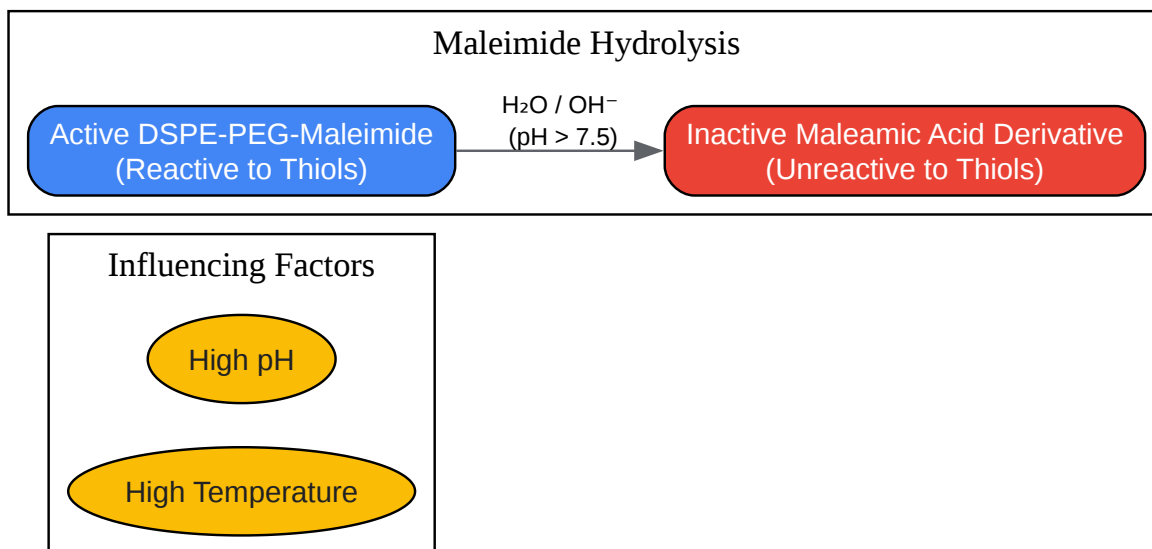 Maleimide Hydrolysis
Active DSPE-PEG-Maleimide
(Reactive to Thiols)
H₂O / OH⁻
(pH > 7.5)
Inactive Maleamic Acid Derivative
(Unreactive to Thiols)
Influencing Factors
High pH
High Temperature